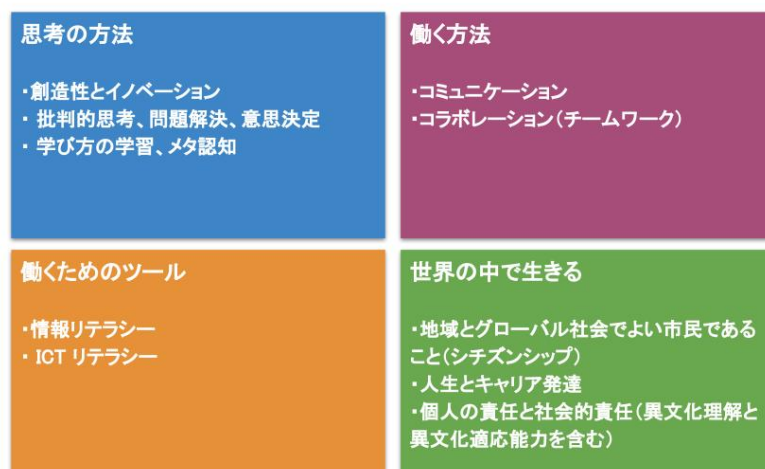 思考の方法
・創造性とイノベーション
・ 批判的思考、問題解決、意思決定
・ 学び方の学習、メタ認知
働く方法
・コミュニケーション
・コラボレーション(チームワーク)
働くためのツール
・情報リテラシー
・ ICT リテラシー
世界の中で生きる
・地域とグローバル社会でよい市民である
こと(シチズンシップ)
・人生とキャリア発達
・個人の責任と社会的責任(異文化理解と
異文化適応能力を含む)